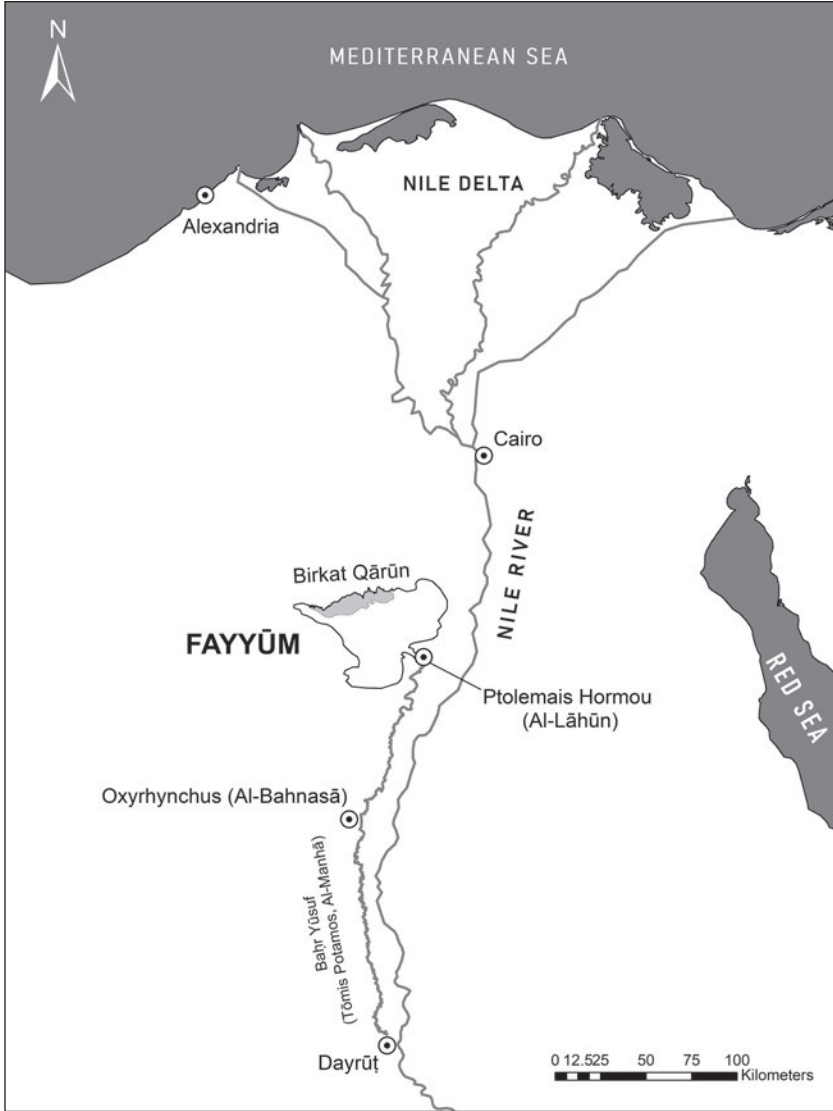 MEDITERRANEAN SEA
N
NILE DELTA
Alexandria
Cairo
NILE RIVER
Birkat Qārūn
FAYYŪM
RED SEA
Ptolemais Hormou
(Al-Lāhūn)
Oxyrhynchus (Al-Bahnasā)
Baḥr Yūsuf
(Tōmis Potamos, Al-Manhā)
Dayrūṭ
0 12.525 50 75 100
Kilometers